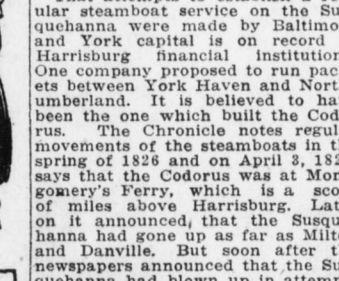 ular steamboat service on the Sus
quehanna were made by Baltimo
and York capital is on record
Harrisburg financial institution
One company proposed to run pac
ets between York Haven and North
umberland. It is believed to ha
been the one which built the Cod
rus. The Chronicle notes regul
movements of the steamboats in th
spring of 1826 and on April 3, 182
says that the Codorus was at Mon
gomery's Ferry, which is a sco
of miles above Harrisburg. Lat
on it announced, that the Susqu
hanna had gone up as far as Milto
and Danville. But soon after th
newspapers announced that the Su